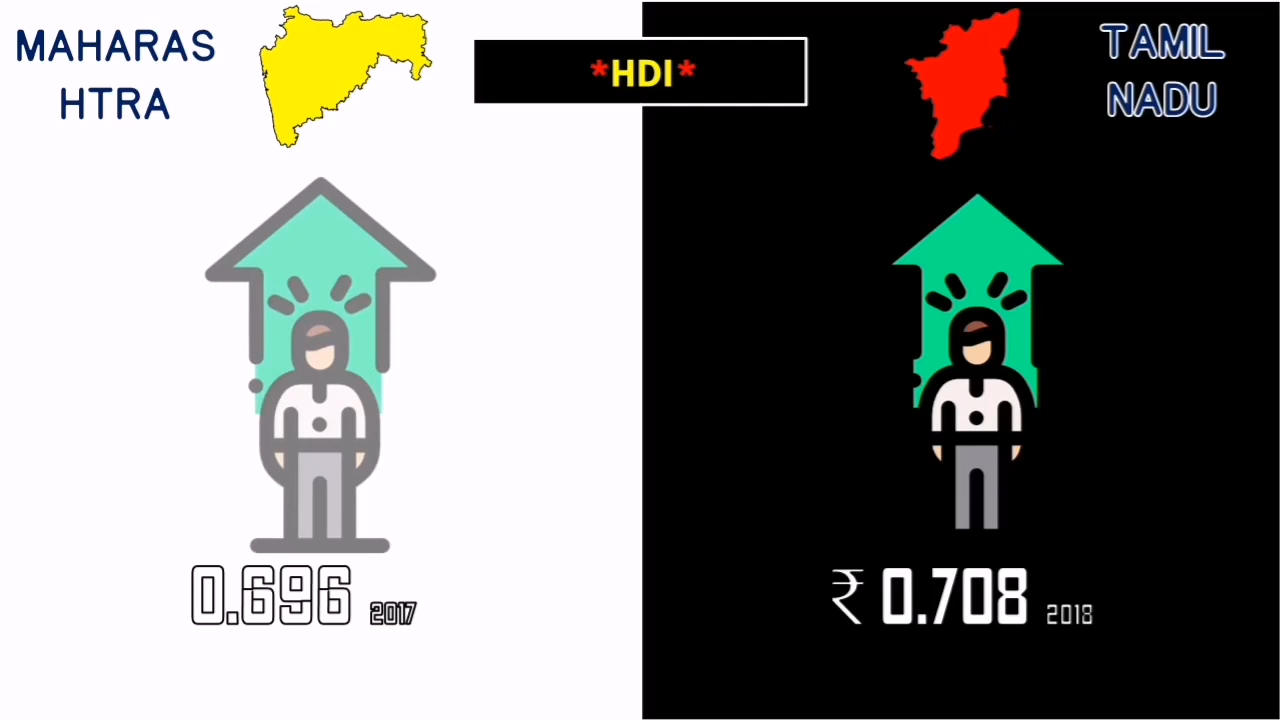 MAHARAS
HTRA
*HDI*
TAMIL
NADU
0.696 2017
₹ 0.708 2018